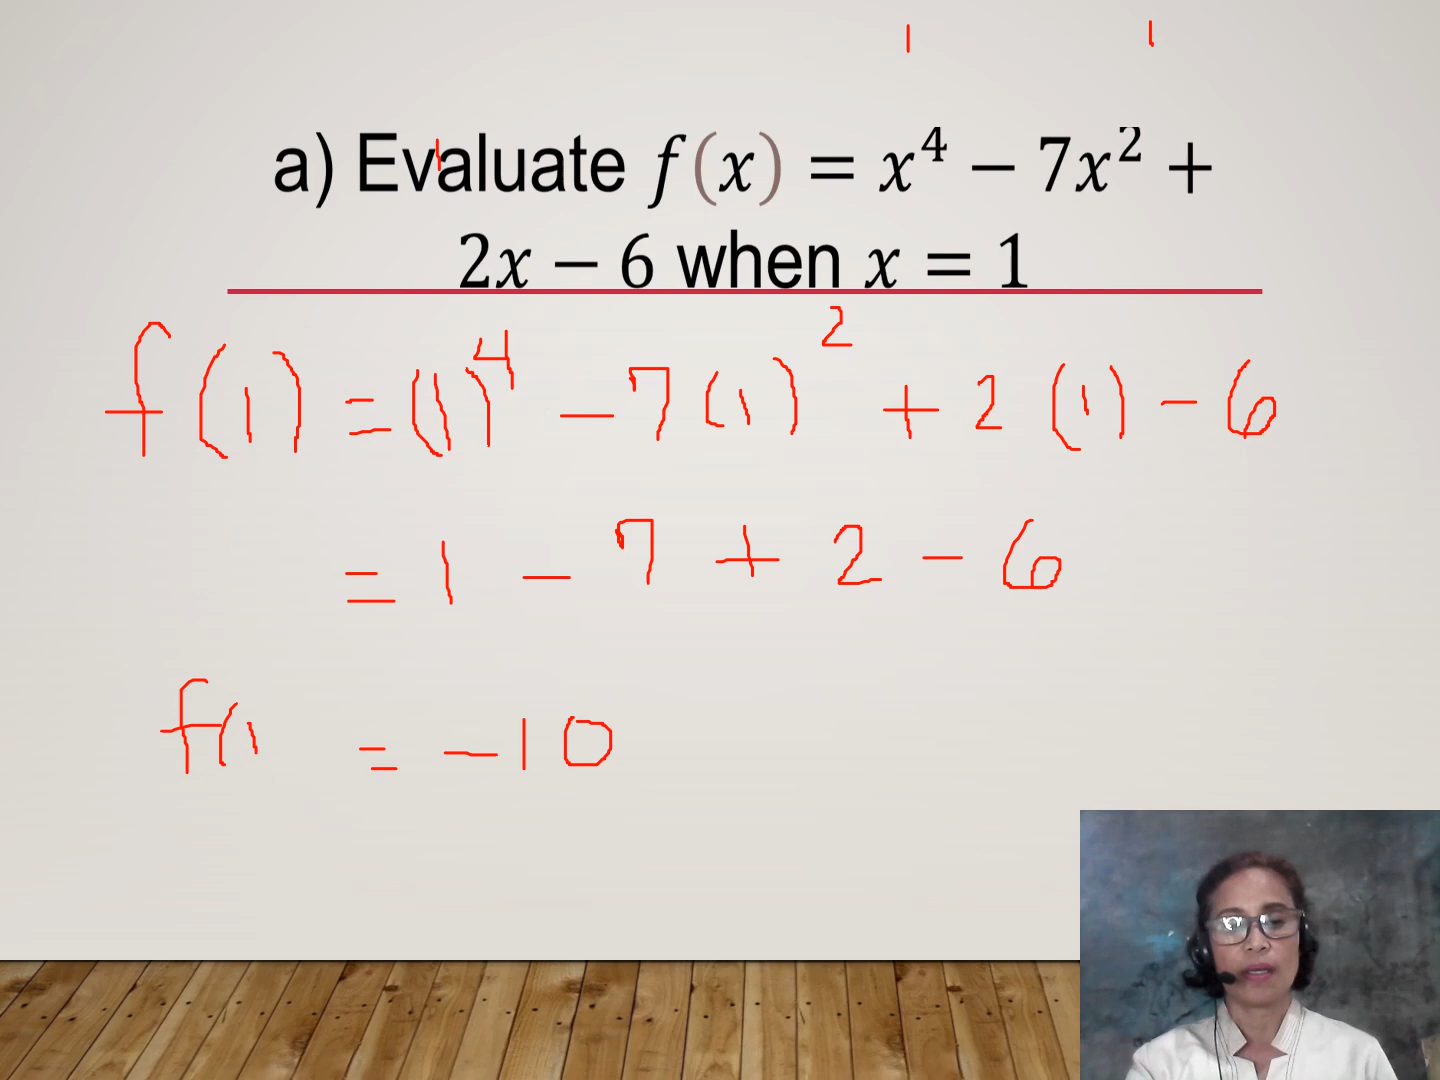 a) Evaluate f(x) = x⁴ − 7x² +
2x − 6 when x = 1
f(1) = (1)⁴ − 7(1)² + 2(1) − 6
= 1 − 7 + 2 − 6
f(1 = −10